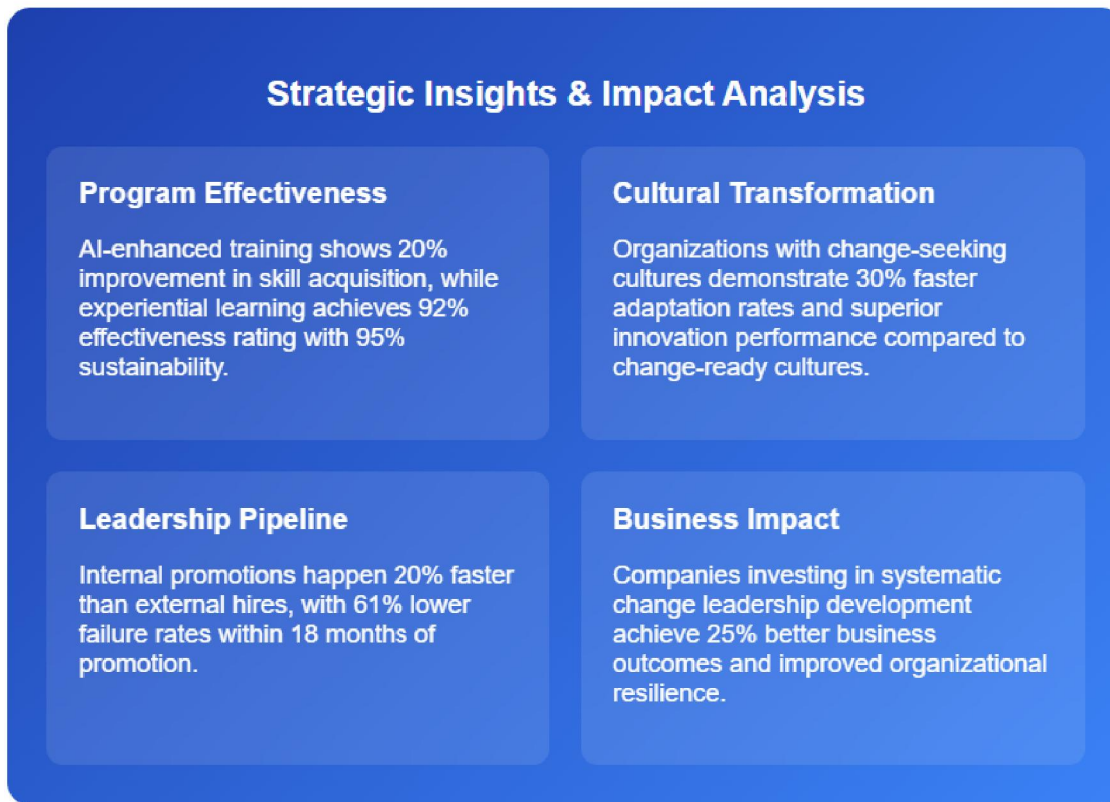 Strategic Insights & Impact Analysis
Program Effectiveness
AI-enhanced training shows 20%
improvement in skill acquisition, while
experiential learning achieves 92%
effectiveness rating with 95%
sustainability.
Cultural Transformation
Organizations with change-seeking
cultures demonstrate 30% faster
adaptation rates and superior
innovation performance compared to
change-ready cultures.
Leadership Pipeline
Internal promotions happen 20% faster
than external hires, with 61% lower
failure rates within 18 months of
promotion.
Business Impact
Companies investing in systematic
change leadership development
achieve 25% better business
outcomes and improved organizational
resilience.